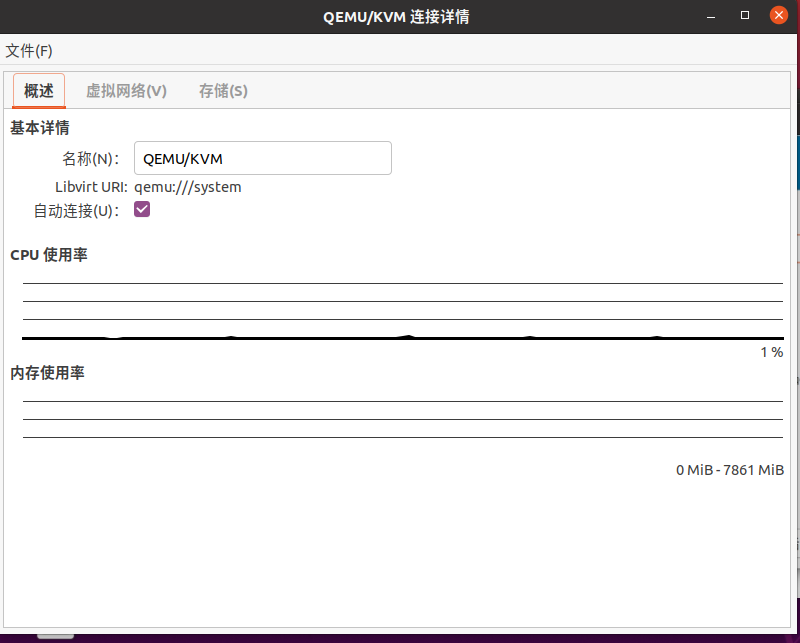 QEMU/KVM 连接详情
文件(F)
概述 虚拟网络(V) 存储(S)
基本详情
名称(N)： QEMU/KVM
Libvirt URI: qemu:///system
自动连接(U)：
CPU 使用率
1 %
内存使用率
0 MiB - 7861 MiB